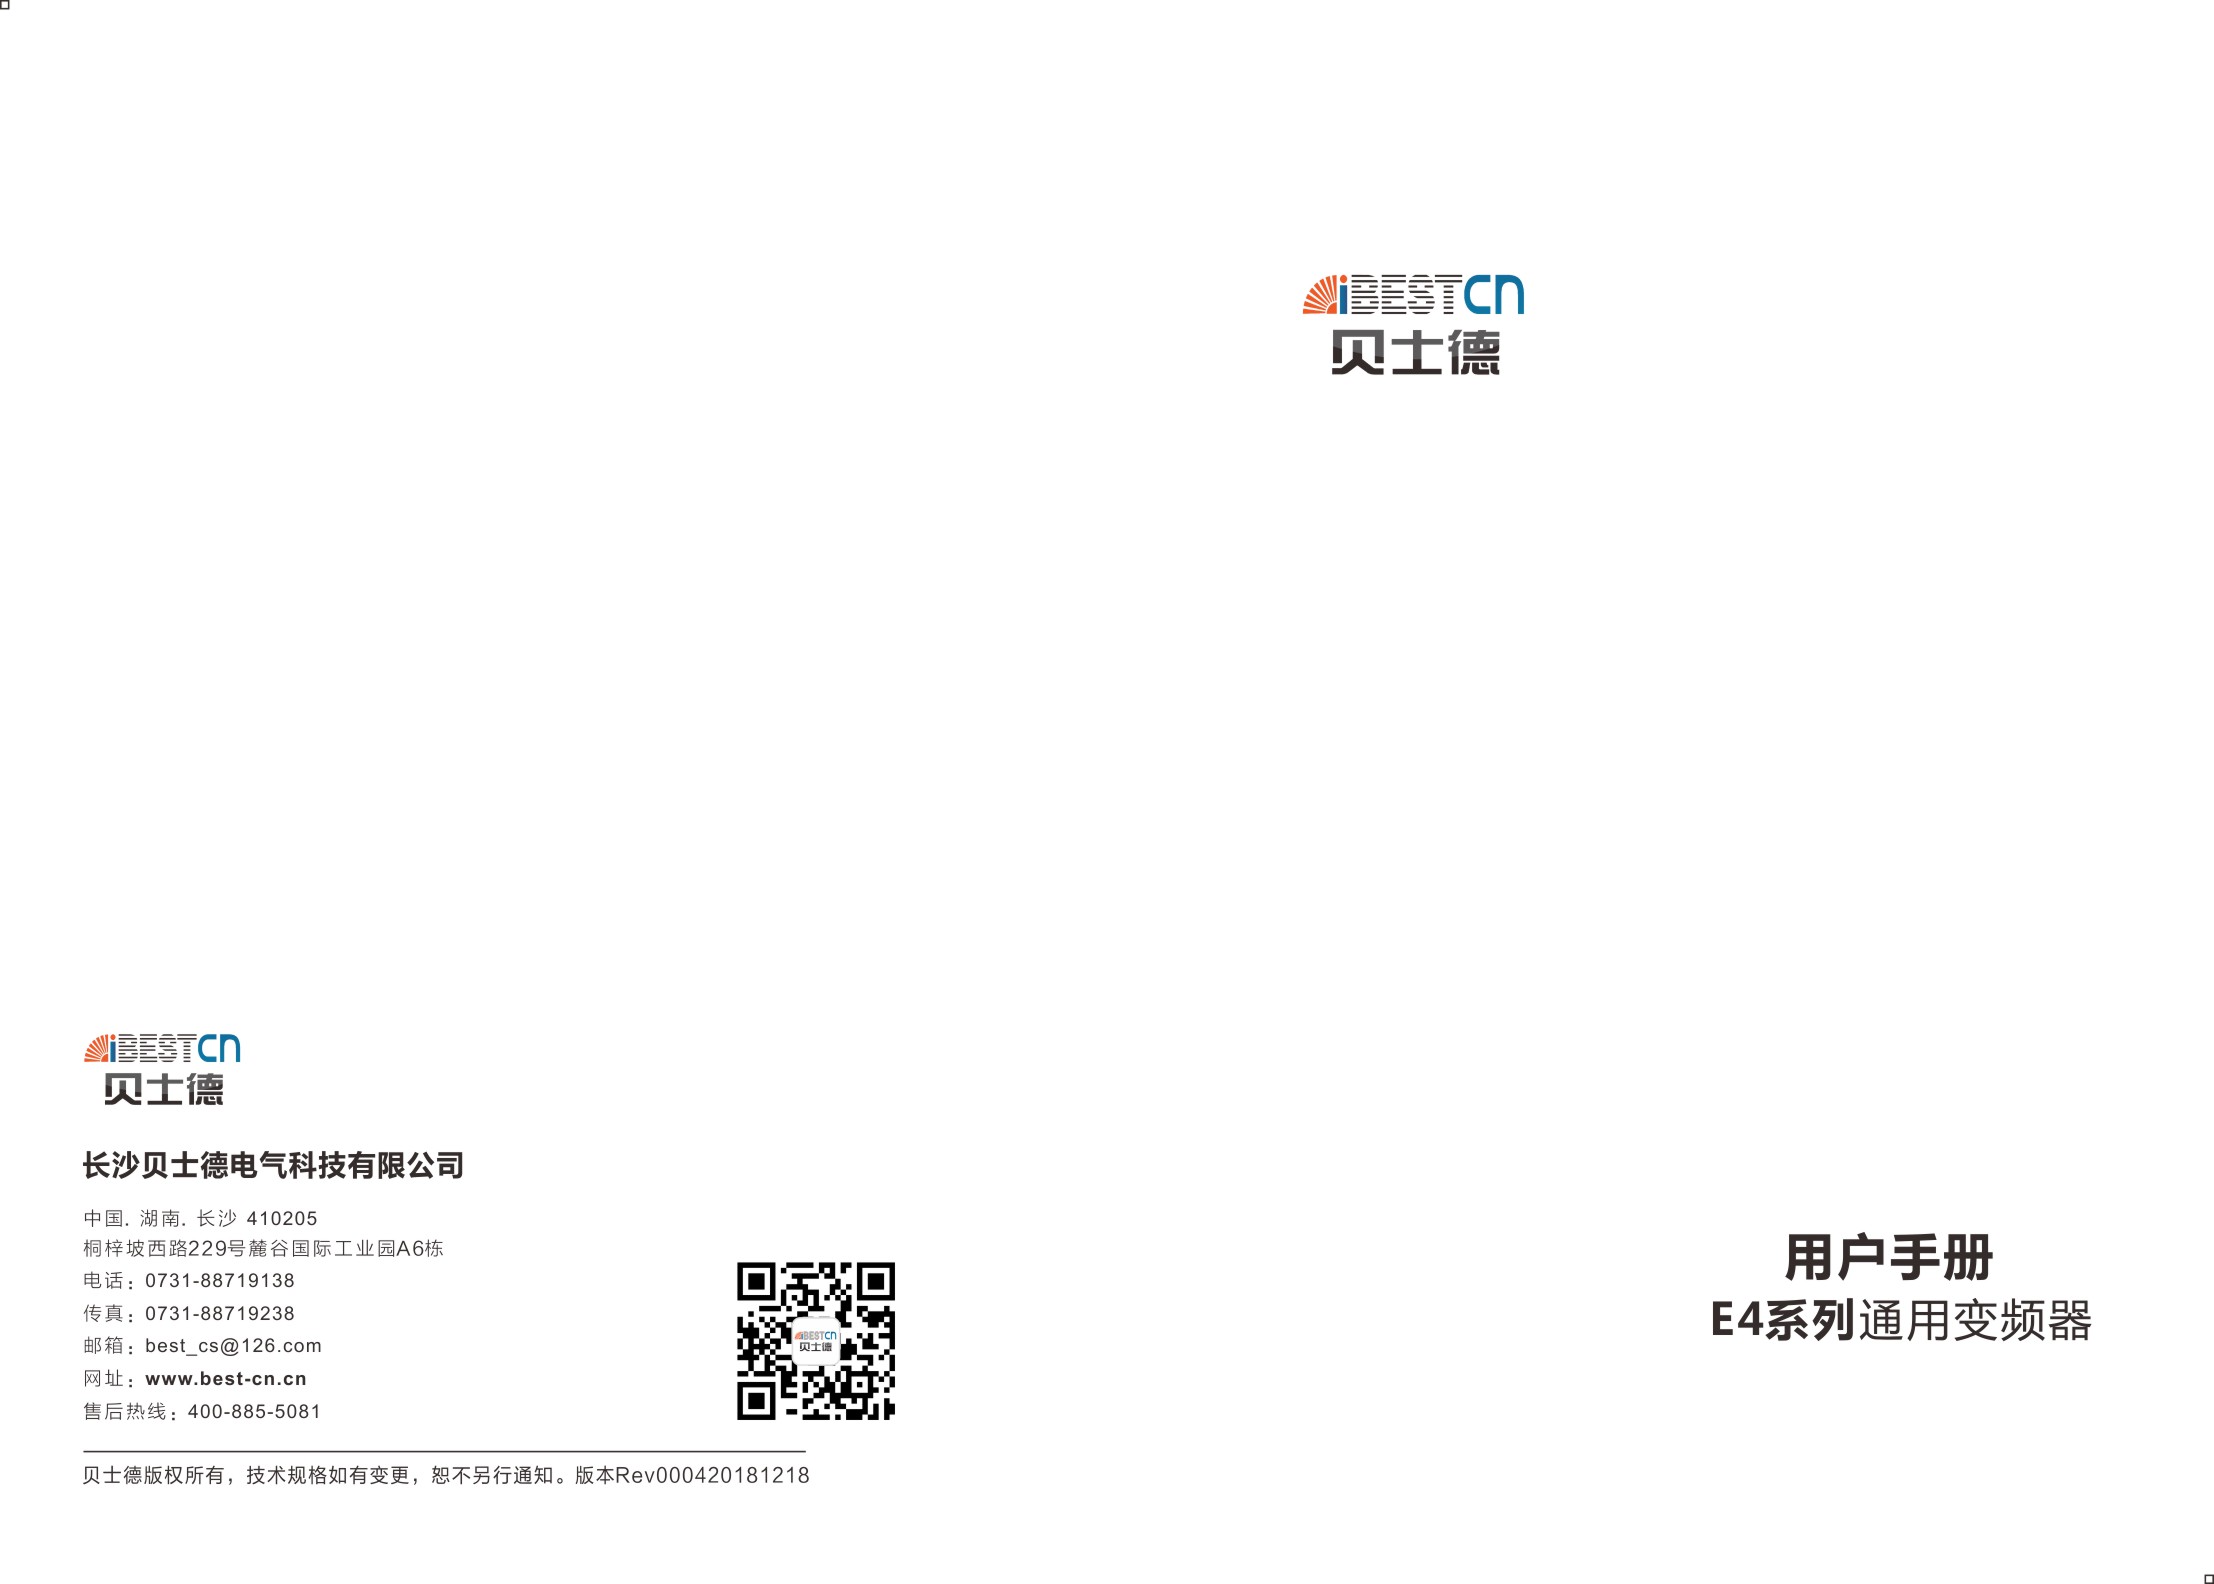 iBESTCN
贝士德
iBESTCN
贝士德
长沙贝士德电气科技有限公司
中国. 湖南. 长沙 410205
桐梓坡西路229号麓谷国际工业园A6栋
电话：0731-88719138
传真：0731-88719238
邮箱：best_cs@126.com
网址：www.best-cn.cn
售后热线：400-885-5081
iBESTCN
贝士德
贝士德版权所有，技术规格如有变更，恕不另行通知。版本Rev000420181218
用户手册
E4系列通用变频器